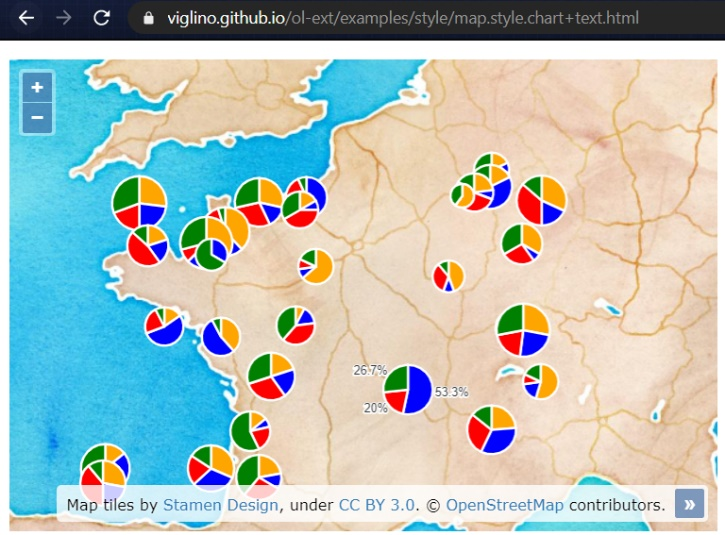 viglino.github.io/ol-ext/examples/style/map.style.chart+text.html
+
−
26.7%
53.3%
20%
Map tiles by Stamen Design, under CC BY 3.0. © OpenStreetMap contributors. »